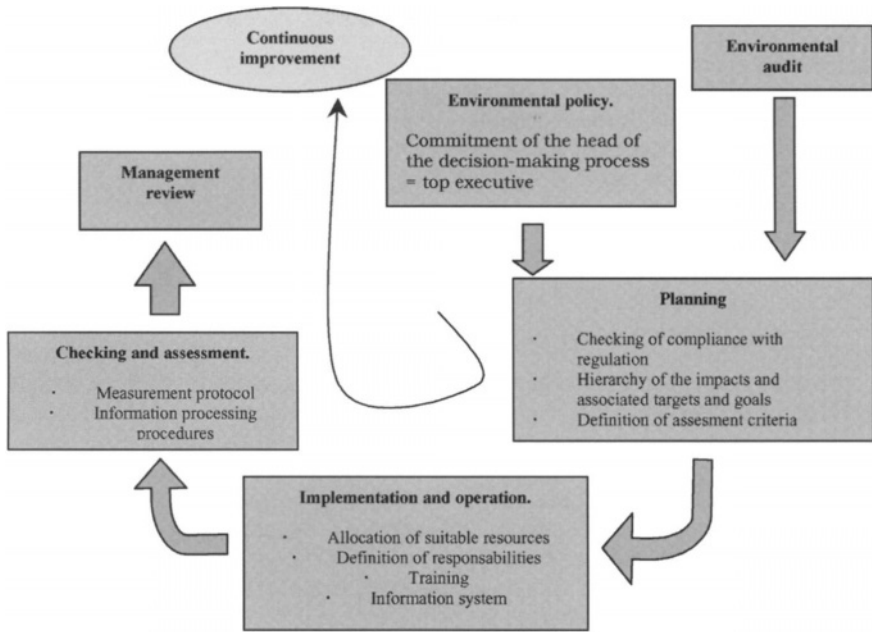 Continuous
improvement
Environmental
audit
Environmental policy.
Commitment of the head of
the decision-making process
= top executive
Management
review
Planning
· Checking of compliance with
regulation
· Hierarchy of the impacts and
associated targets and goals
· Definition of assesment criteria
Checking and assessment.
· Measurement protocol
· Information processing
procedures
Implementation and operation.
· Allocation of suitable resources
· Definition of responsabilities
· Training
· Information system